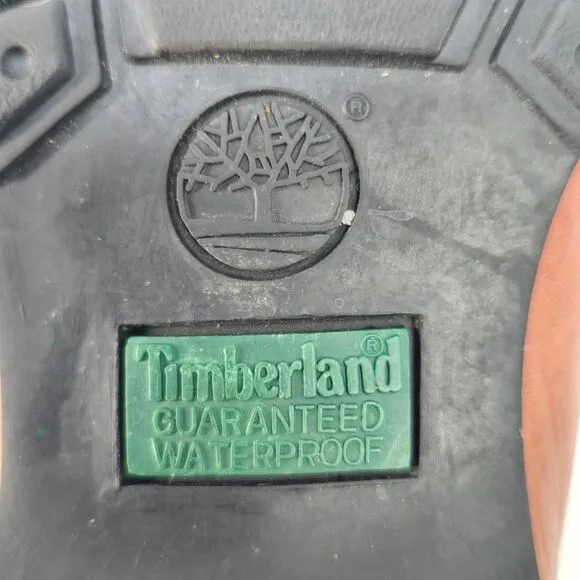 ®
Timberland®
GUARANTEED
WATERPROOF